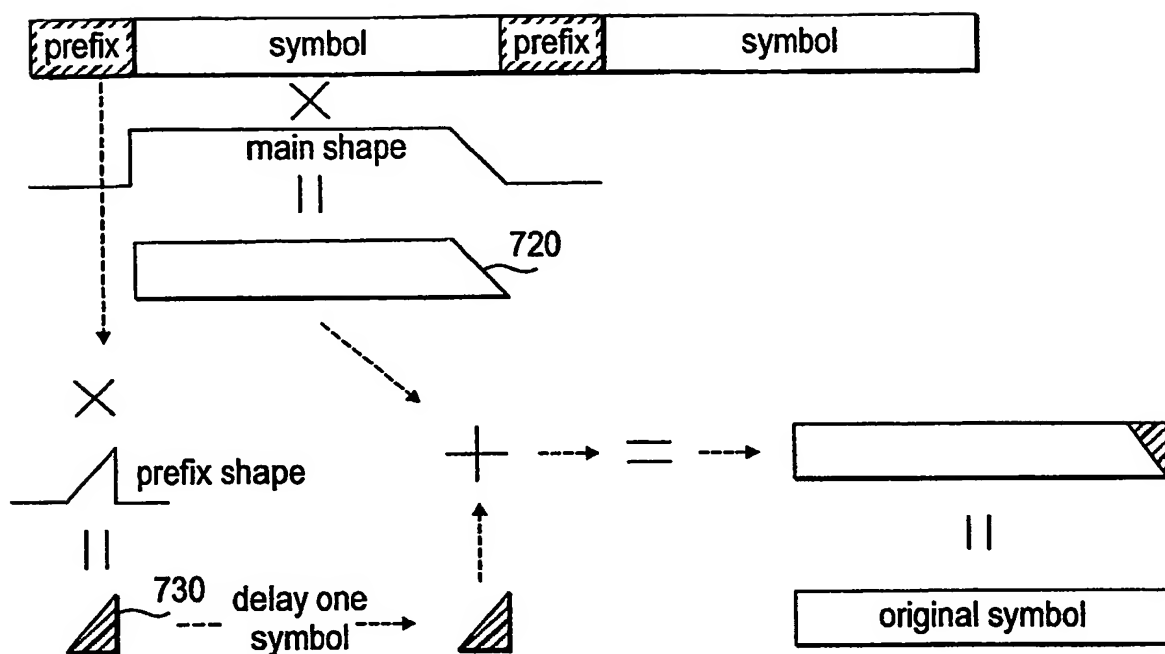 prefix symbol prefix symbol
main shape
720
prefix shape
730
delay one
symbol
original symbol